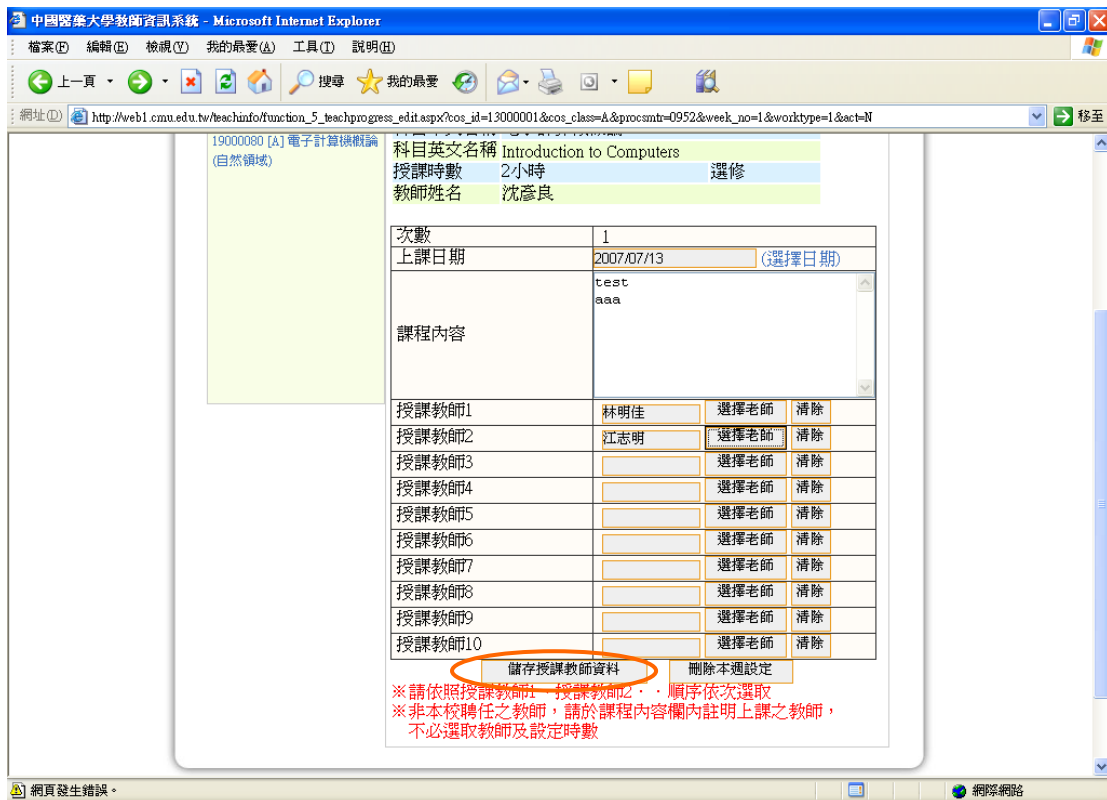 中國醫藥大學教師資訊系統 - Microsoft Internet Explorer
檔案(F) 編輯(E) 檢視(V) 我的最愛(A) 工具(T) 說明(H)
上一頁 搜尋 我的最愛
網址(D) http://web1.cmu.edu.tw/teachinfo/function_5_teachprogress_edit.aspx?cos_id=13000001&cos_class=A&procsmtr=0952&week_no=1&worktype=1&act=N 移至
19000080 [A] 電子計算機概論
(自然領域)
科目英文名稱 Introduction to Computers
授課時數 2小時 選修
教師姓名 沈彥良
次數 1
上課日期 2007/07/13 (選擇日期)
課程內容
test
aaa
授課教師1 林明佳 選擇老師 清除
授課教師2 江志明 選擇老師 清除
授課教師3 選擇老師 清除
授課教師4 選擇老師 清除
授課教師5 選擇老師 清除
授課教師6 選擇老師 清除
授課教師7 選擇老師 清除
授課教師8 選擇老師 清除
授課教師9 選擇老師 清除
授課教師10 選擇老師 清除
儲存授課教師資料 刪除本週設定
※請依照授課教師1、授課教師2‧‧順序依次選取
※非本校聘任之教師，請於課程內容欄內註明上課之教師，
不必選取教師及設定時數
網頁發生錯誤。 網際網路